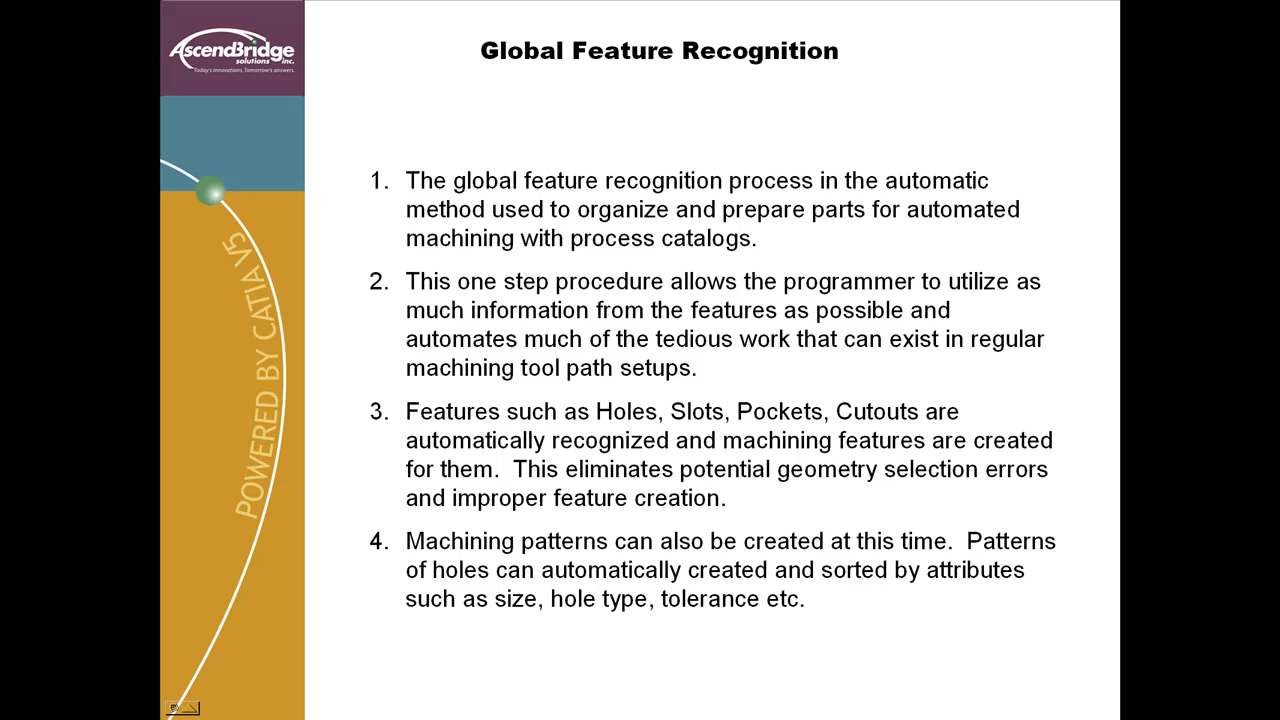 AscendBridge
solutions inc.
Today's innovations. Tomorrow's answers.
POWERED BY CATIA V5
Global Feature Recognition
1. The global feature recognition process in the automatic
method used to organize and prepare parts for automated
machining with process catalogs.
2. This one step procedure allows the programmer to utilize as
much information from the features as possible and
automates much of the tedious work that can exist in regular
machining tool path setups.
3. Features such as Holes, Slots, Pockets, Cutouts are
automatically recognized and machining features are created
for them.  This eliminates potential geometry selection errors
and improper feature creation.
4. Machining patterns can also be created at this time.  Patterns
of holes can automatically created and sorted by attributes
such as size, hole type, tolerance etc.